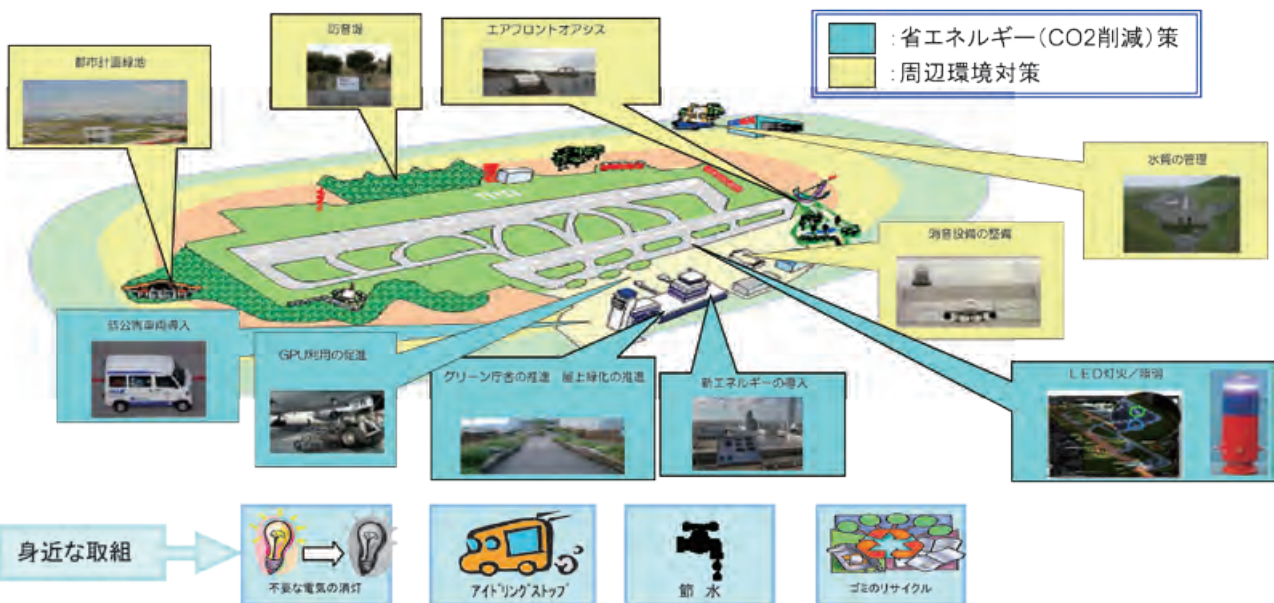 都市計画緑地
防音堤
エアフロントオアシス
:省エネルギー(CO2削減)策
:周辺環境対策
水質の管理
消音設備の整備
低公害車両導入
GPU利用の促進
グリーン庁舎の推進 屋上緑化の推進
新エネルギーの導入
LED灯火/照明
身近な取組
不要な電気の消灯
アイドリングストップ
節 水
ゴミのリサイクル